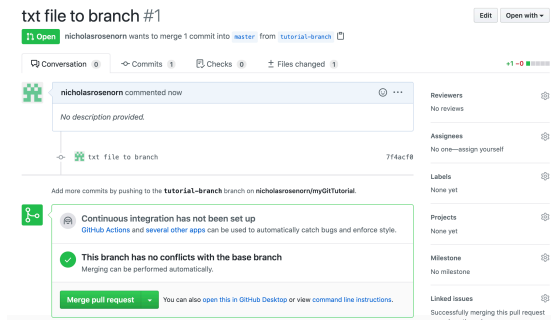 txt file to branch #1
Edit
Open with
Open
nicholasrosenorn wants to merge 1 commit into master from tutorial-branch
Conversation 0
Commits 1
Checks 0
Files changed 1
+1 −0
nicholasrosenorn commented now
No description provided.
txt file to branch
7f4acf0
Add more commits by pushing to the tutorial-branch branch on nicholasrosenorn/myGitTutorial.
Continuous integration has not been set up
GitHub Actions and several other apps can be used to automatically catch bugs and enforce style.
This branch has no conflicts with the base branch
Merging can be performed automatically.
Merge pull request
You can also open this in GitHub Desktop or view command line instructions.
Reviewers
No reviews
Assignees
No one—assign yourself
Labels
None yet
Projects
None yet
Milestone
No milestone
Linked issues
Successfully merging this pull request